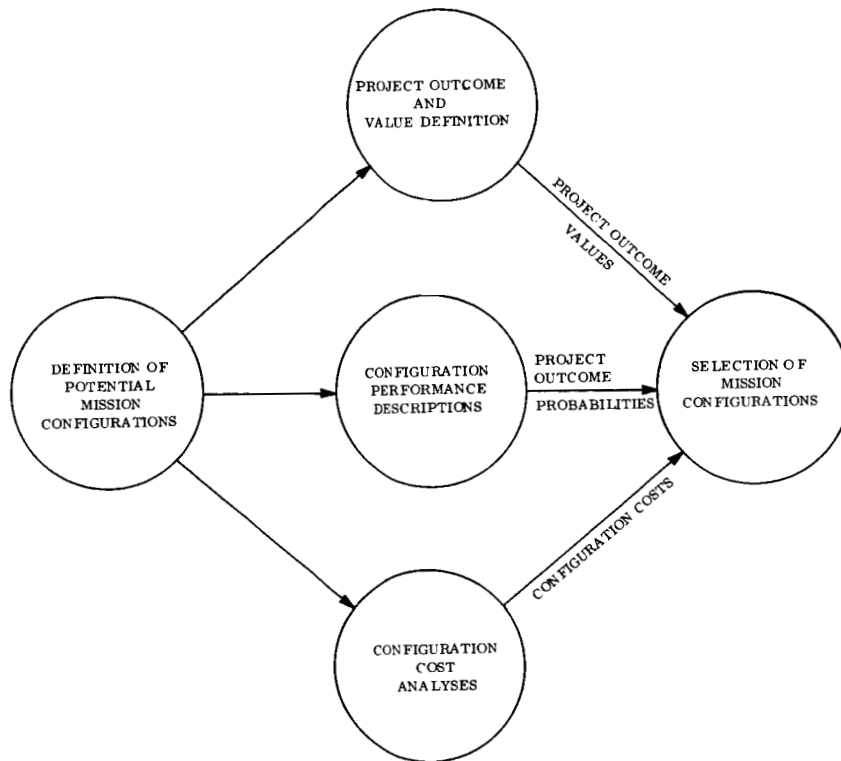 PROJECT OUTCOME
AND
VALUE DEFINITION
PROJECT OUTCOME
VALUES
DEFINITION OF
POTENTIAL
MISSION
CONFIGURATIONS
CONFIGURATION
PERFORMANCE
DESCRIPTIONS
PROJECT
OUTCOME
PROBABILITIES
SELECTION OF
MISSION
CONFIGURATIONS
CONFIGURATION COSTS
CONFIGURATION
COST
ANALYSES